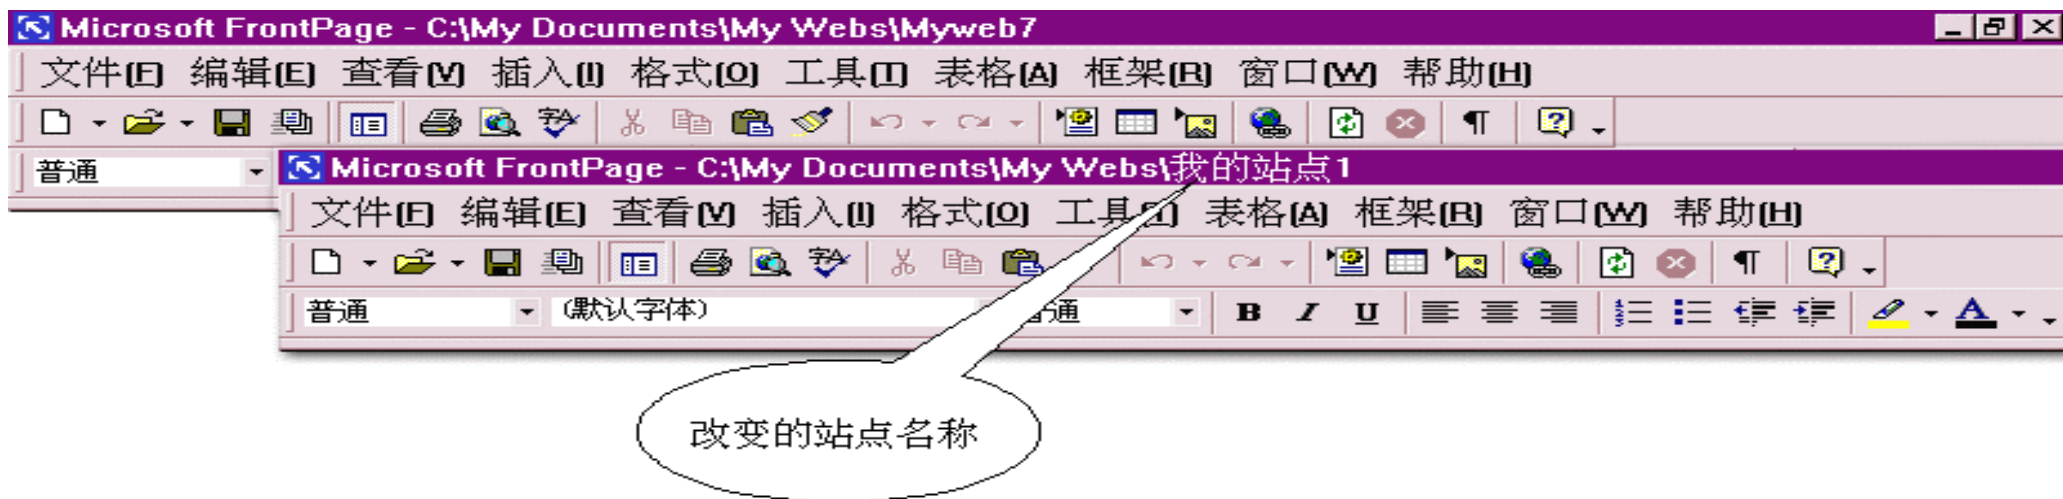 Microsoft FrontPage - C:\My Documents\My Webs\Myweb7
文件(F) 编辑(E) 查看(V) 插入(I) 格式(O) 工具(T) 表格(A) 框架(R) 窗口(W) 帮助(H)
普通
Microsoft FrontPage - C:\My Documents\My Webs\我的站点1
文件(F) 编辑(E) 查看(V) 插入(I) 格式(O) 工具(T) 表格(A) 框架(R) 窗口(W) 帮助(H)
普通 (默认字体) 普通 B I U A
改变的站点名称